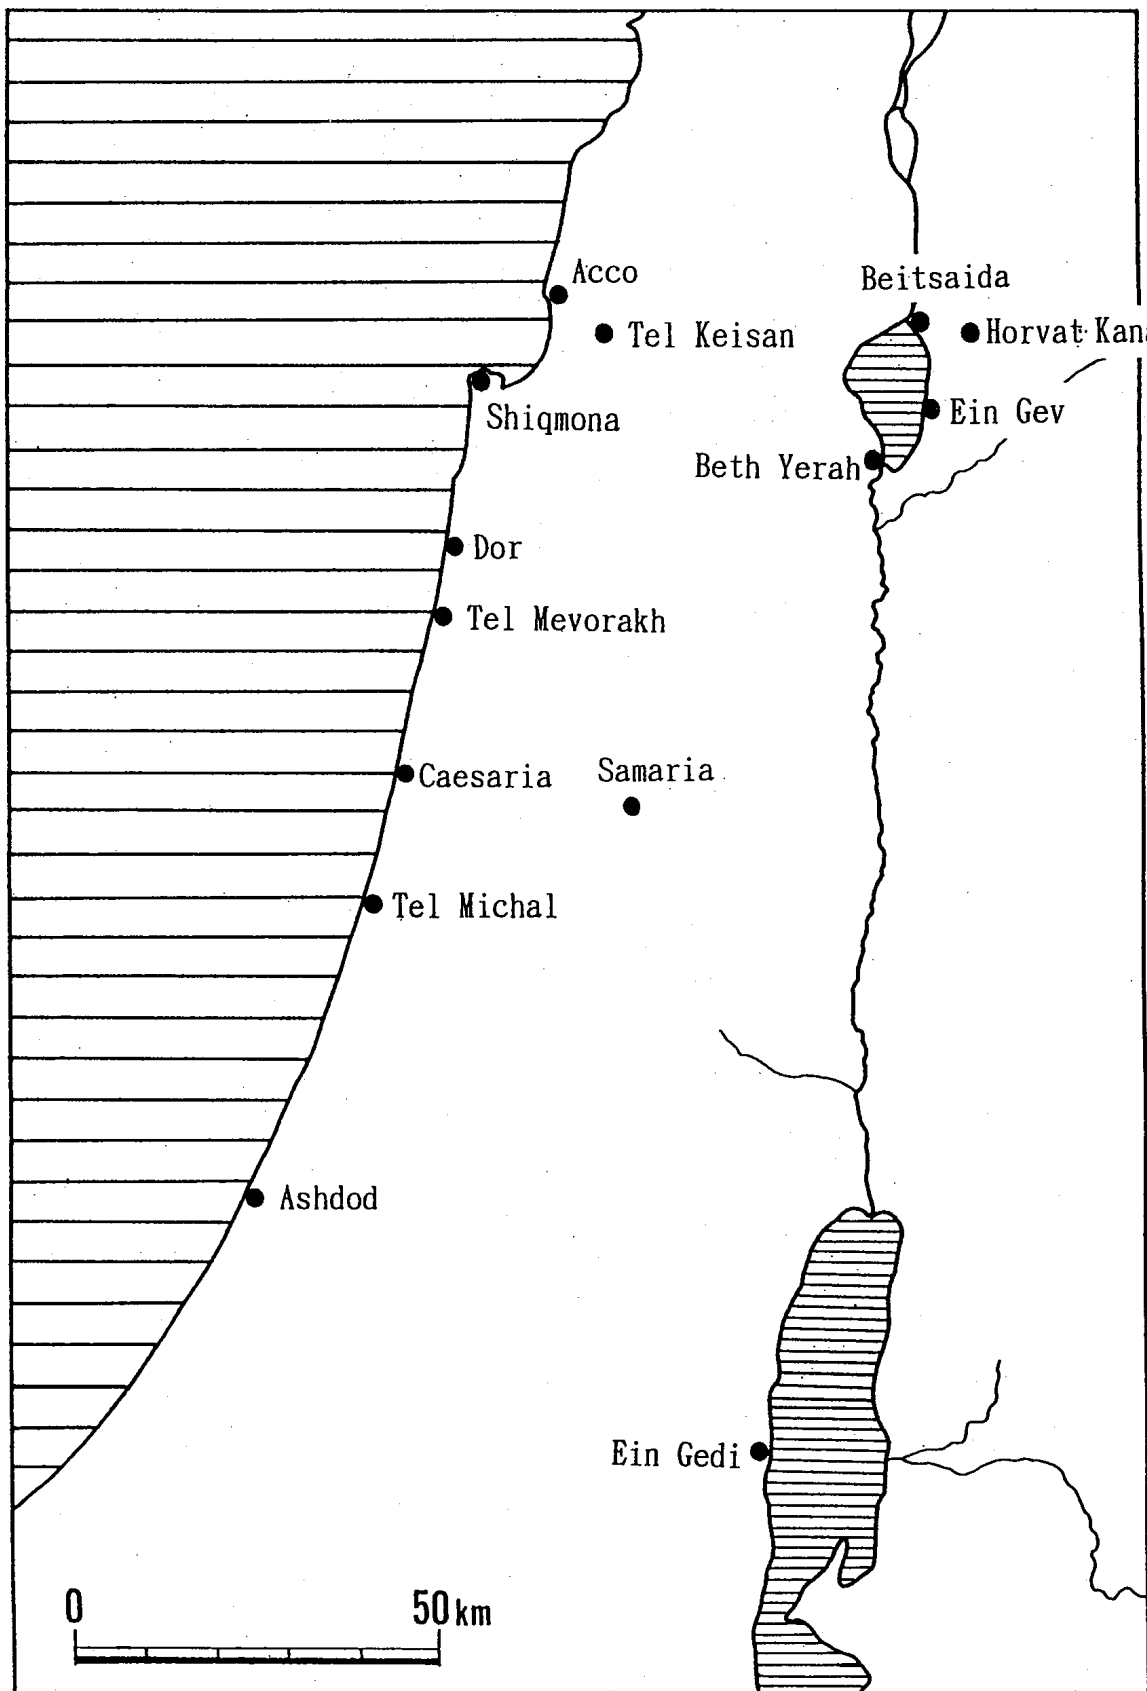 Acco
Beitsaida
Tel Keisan
Horvat Kana
Shiqmona
Ein Gev
Beth Yerah
Dor
Tel Mevorakh
Caesaria
Samaria
Tel Michal
Ashdod
Ein Gedi
0 50km